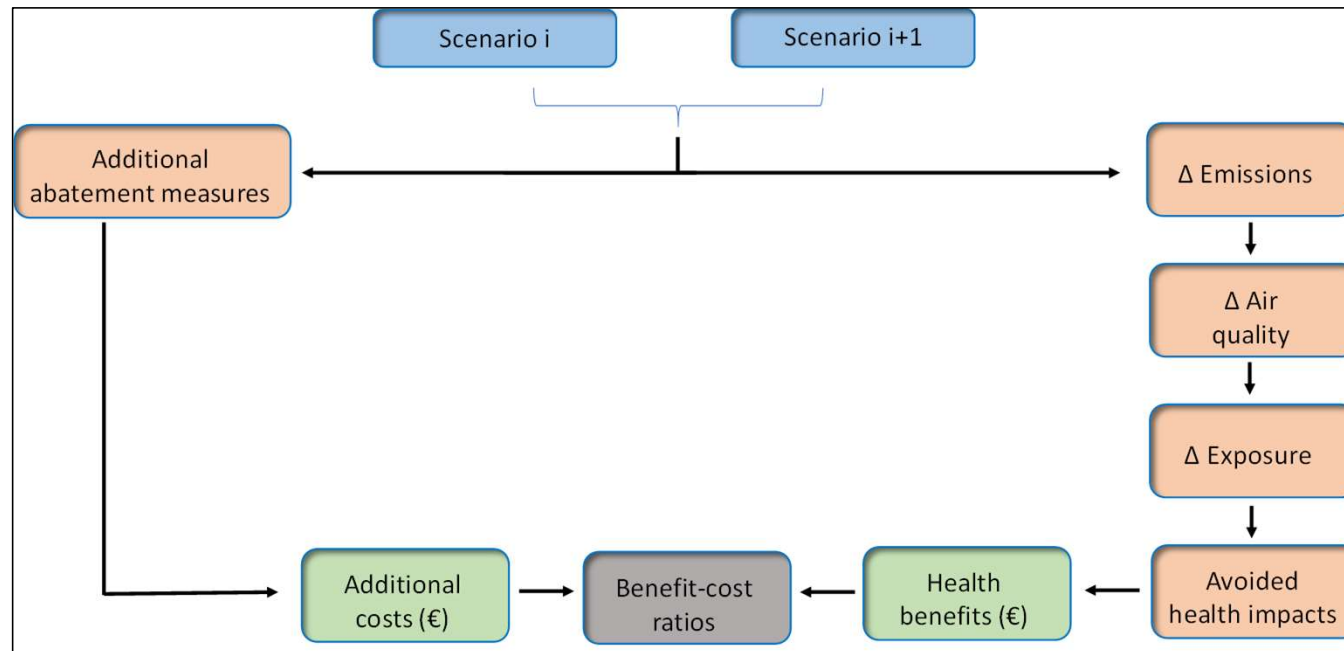 Scenario i
Scenario i+1
Additional
abatement measures
Δ Emissions
Δ Air
quality
Δ Exposure
Additional
costs (€)
Benefit-cost
ratios
Health
benefits (€)
Avoided
health impacts